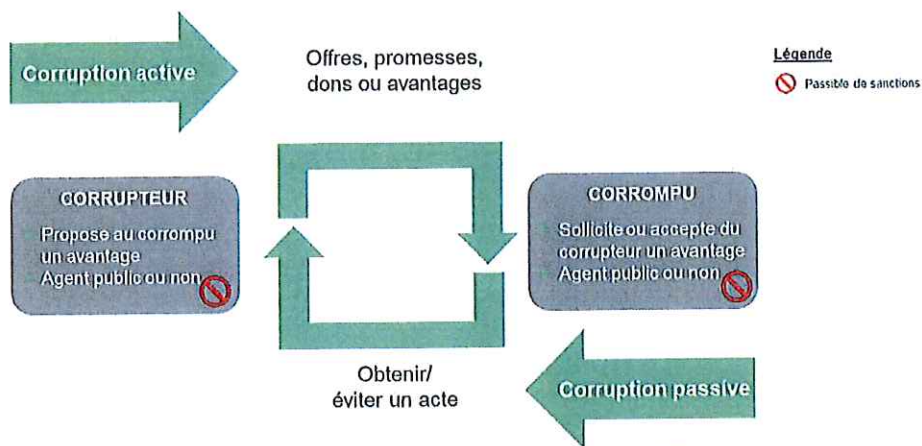 Corruption active
Offres, promesses,
dons ou avantages
Légende
Passible de sanctions
CORRUPTEUR
Propose au corrompu
un avantage
Agent public ou non
CORROMPU
Sollicite ou accepte du
corrupteur un avantage
Agent public ou non
Obtenir/
éviter un acte
Corruption passive